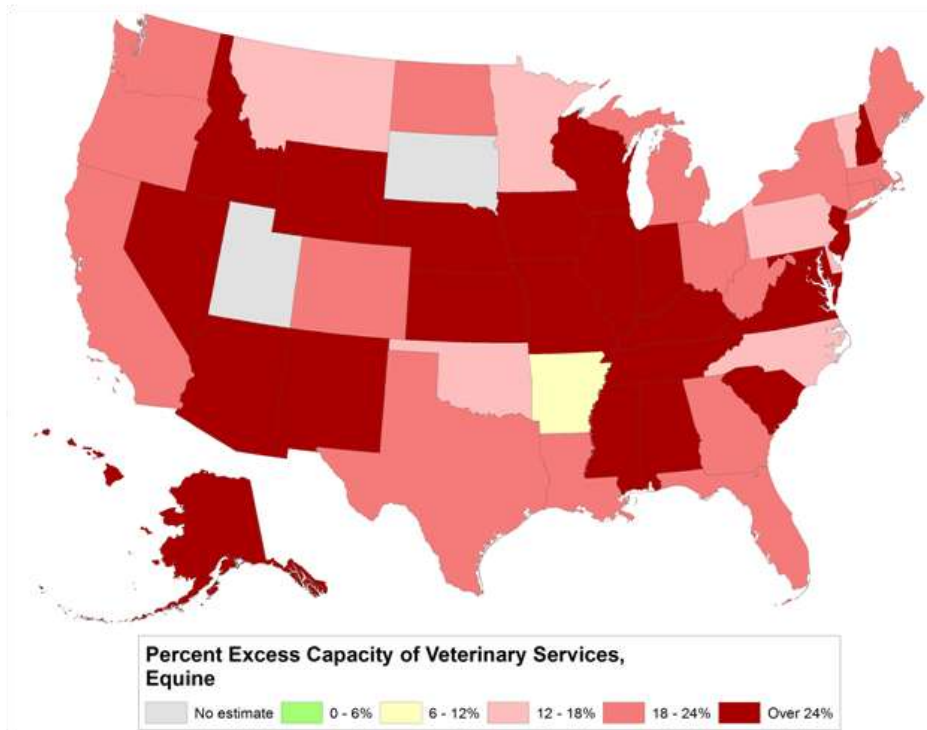 Percent Excess Capacity of Veterinary Services,
Equine
No estimate 0 - 6% 6 - 12% 12 - 18% 18 - 24% Over 24%